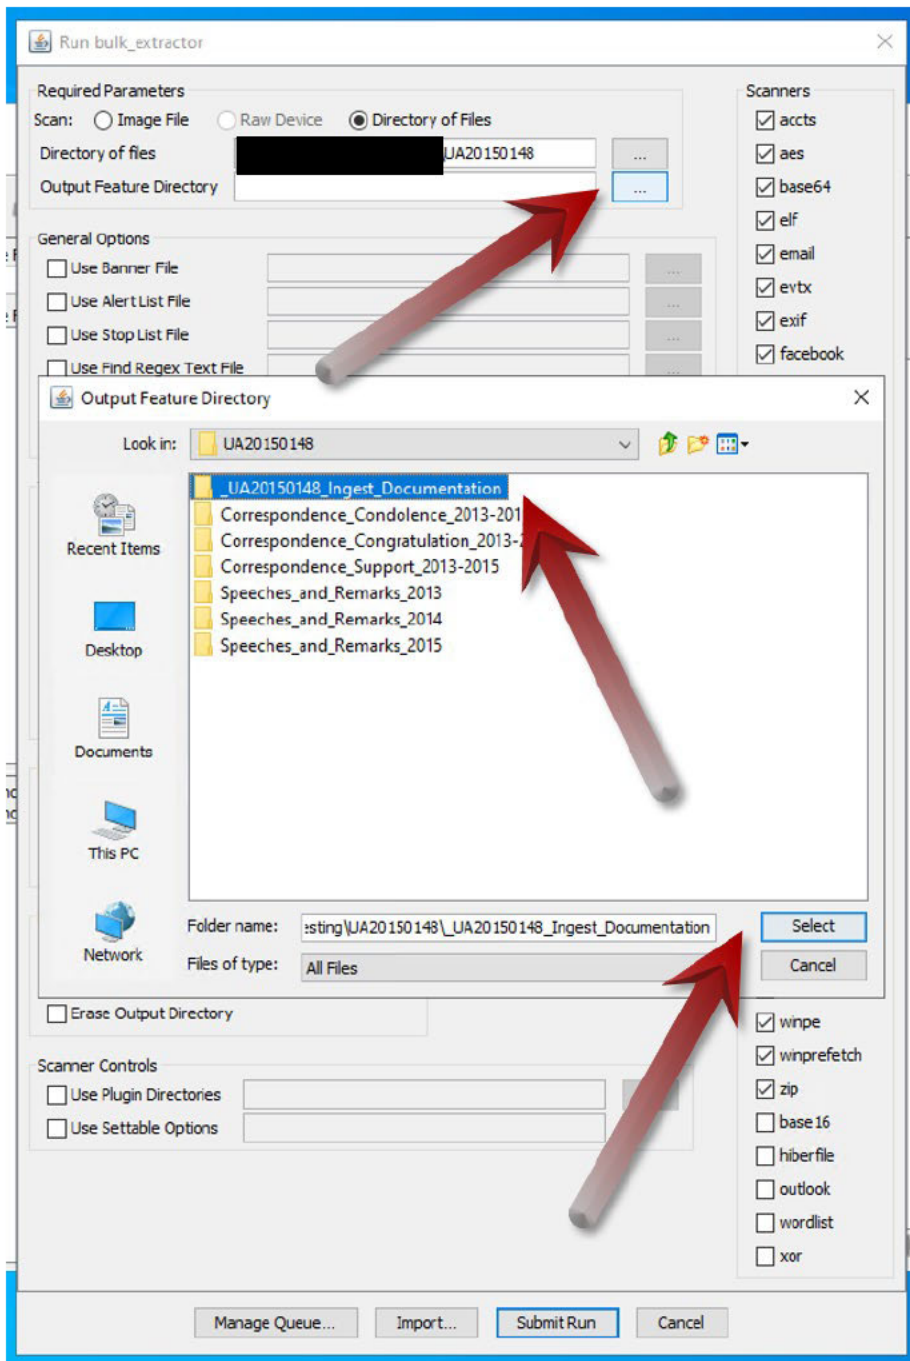 Run bulk_extractor
Required Parameters
Scan: Image File Raw Device Directory of Files
Directory of files \UA20150148 ...
Output Feature Directory ...
General Options
Use Banner File ...
Use Alert List File ...
Use Stop List File ...
Use Find Regex Text File ...
Scanners
accts
aes
base64
elf
email
evtx
exif
facebook
Output Feature Directory
Look in: UA20150148
_UA20150148_Ingest_Documentation
Correspondence_Condolence_2013-201
Correspondence_Congratulation_2013-2
Correspondence_Support_2013-2015
Speeches_and_Remarks_2013
Speeches_and_Remarks_2014
Speeches_and_Remarks_2015
Recent Items
Desktop
Documents
This PC
Network
Folder name: esting\UA20150148\_UA20150148_Ingest_Documentation Select
Files of type: All Files Cancel
Erase Output Directory
Scanner Controls
Use Plugin Directories
Use Settable Options
winpe
winprefetch
zip
base16
hiberfile
outlook
wordlist
xor
Manage Queue... Import... Submit Run Cancel